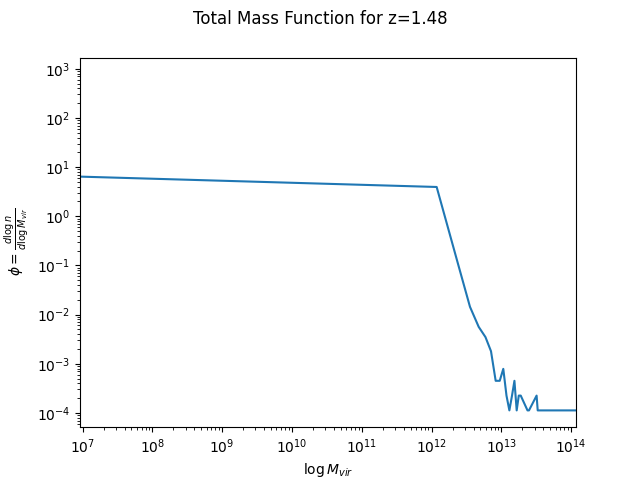 Total Mass Function for z=1.48
10³
10²
10¹
10⁰
10⁻¹
10⁻²
10⁻³
10⁻⁴
ϕ = d log n / d log M_vir
10⁷ 10⁸ 10⁹ 10¹⁰ 10¹¹ 10¹² 10¹³ 10¹⁴
log M_vir